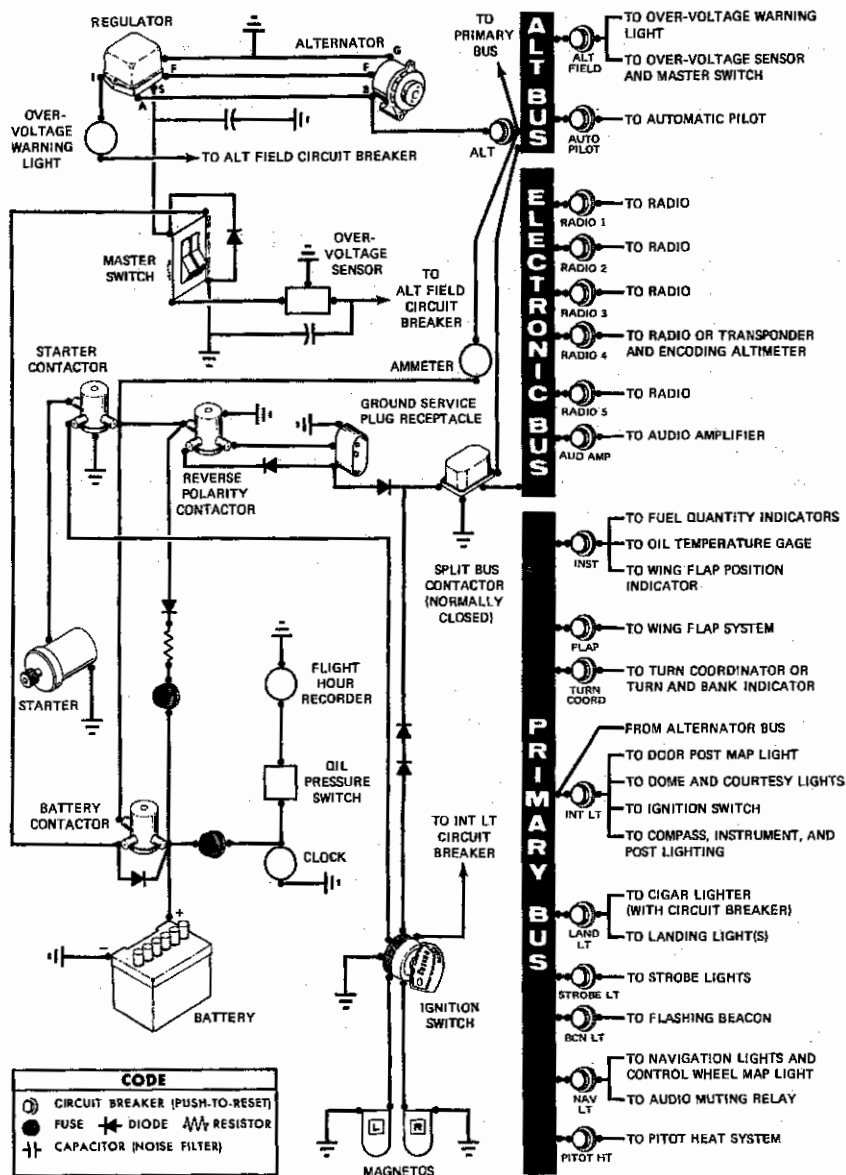 REGULATOR
ALTERNATOR
G
I
F
S
A
F
B
OVER-
VOLTAGE
WARNING
LIGHT
TO ALT FIELD CIRCUIT BREAKER
TO
PRIMARY
BUS
ALT
ALT BUS
ALT
FIELD
TO OVER-VOLTAGE WARNING
LIGHT
TO OVER-VOLTAGE SENSOR
AND MASTER SWITCH
AUTO
PILOT
TO AUTOMATIC PILOT
MASTER
SWITCH
OVER-
VOLTAGE
SENSOR
TO
ALT FIELD
CIRCUIT
BREAKER
AMMETER
ELECTRONIC BUS
RADIO 1
TO RADIO
RADIO 2
TO RADIO
RADIO 3
TO RADIO
RADIO 4
TO RADIO OR TRANSPONDER
AND ENCODING ALTIMETER
RADIO 5
TO RADIO
AUD AMP
TO AUDIO AMPLIFIER
STARTER
CONTACTOR
GROUND SERVICE
PLUG RECEPTACLE
REVERSE
POLARITY
CONTACTOR
SPLIT BUS
CONTACTOR
(NORMALLY
CLOSED)
STARTER
FLIGHT
HOUR
RECORDER
OIL
PRESSURE
SWITCH
BATTERY
CONTACTOR
CLOCK
TO INT LT
CIRCUIT
BREAKER
+
-
BATTERY
IGNITION
SWITCH
L
R
MAGNETOS
PRIMARY BUS
INST
TO FUEL QUANTITY INDICATORS
TO OIL TEMPERATURE GAGE
TO WING FLAP POSITION
INDICATOR
FLAP
TO WING FLAP SYSTEM
TURN
COORD
TO TURN COORDINATOR OR
TURN AND BANK INDICATOR
FROM ALTERNATOR BUS
INT LT
TO DOOR POST MAP LIGHT
TO DOME AND COURTESY LIGHTS
TO IGNITION SWITCH
TO COMPASS, INSTRUMENT, AND
POST LIGHTING
LAND
LT
TO CIGAR LIGHTER
(WITH CIRCUIT BREAKER)
TO LANDING LIGHT(S)
STROBE LT
TO STROBE LIGHTS
BCN LT
TO FLASHING BEACON
NAV
LT
TO NAVIGATION LIGHTS AND
CONTROL WHEEL MAP LIGHT
TO AUDIO MUTING RELAY
PITOT HT
TO PITOT HEAT SYSTEM
CODE
CIRCUIT BREAKER (PUSH-TO-RESET)
FUSE DIODE RESISTOR
CAPACITOR (NOISE FILTER)